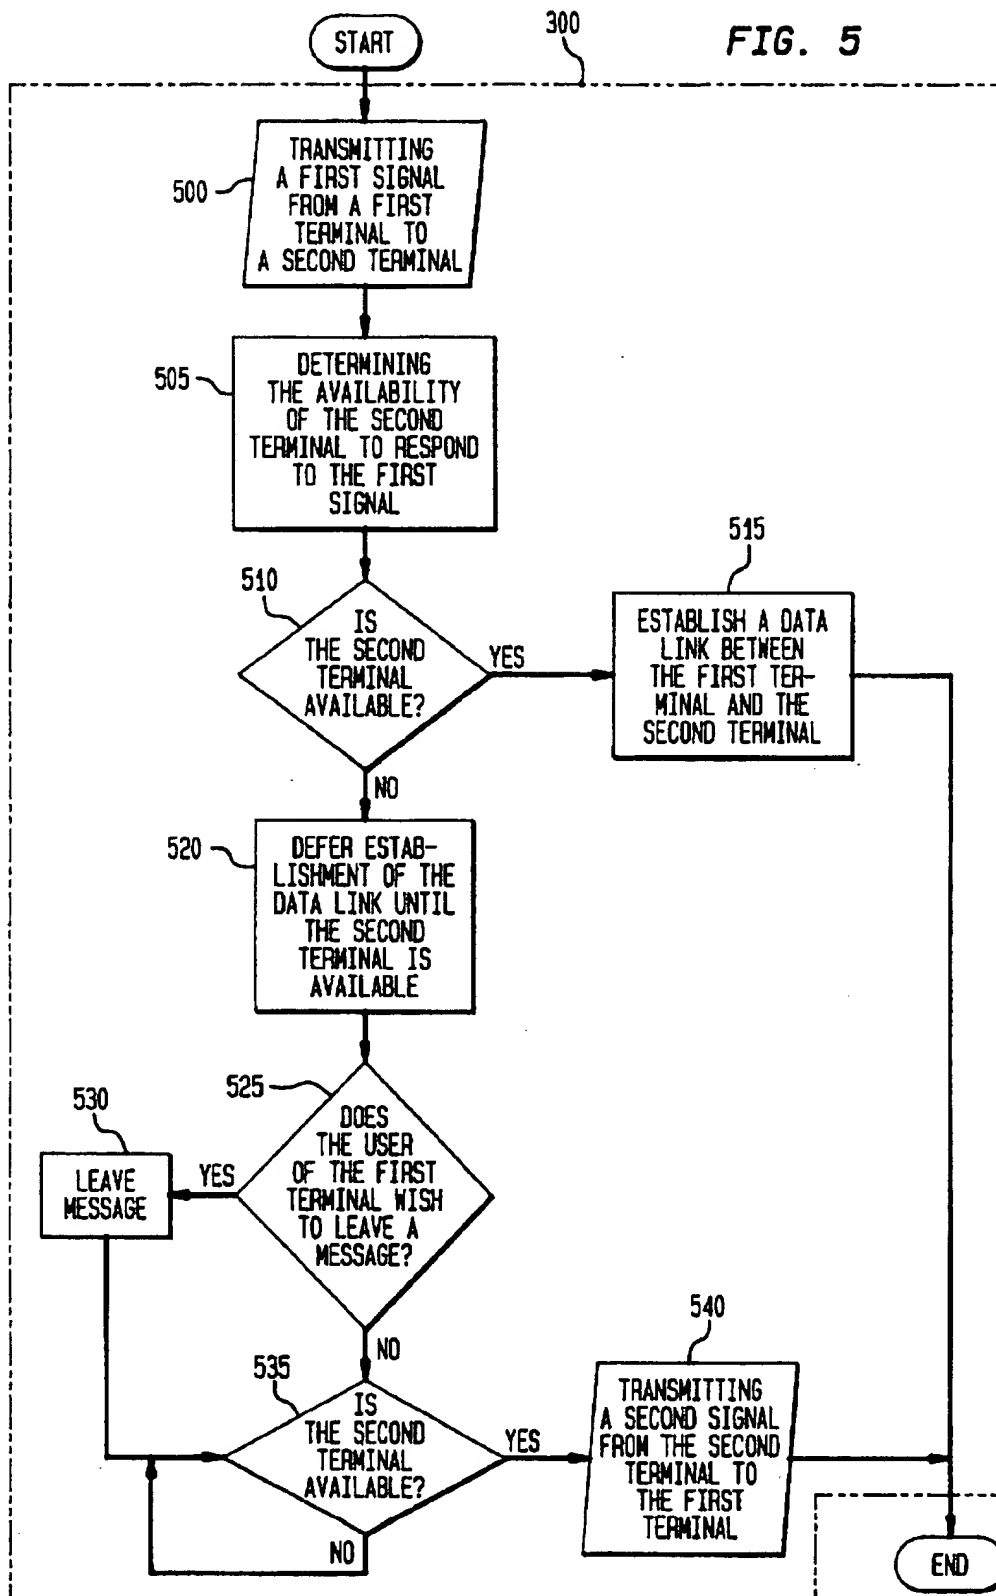 START
300
FIG. 5
500
TRANSMITTING
A FIRST SIGNAL
FROM A FIRST
TERMINAL TO
A SECOND TERMINAL
505
DETERMINING
THE AVAILABILITY
OF THE SECOND
TERMINAL TO RESPOND
TO THE FIRST
SIGNAL
510
IS
THE SECOND
TERMINAL
AVAILABLE?
YES
515
ESTABLISH A DATA
LINK BETWEEN
THE FIRST TER-
MINAL AND THE
SECOND TERMINAL
NO
520
DEFER ESTAB-
LISHMENT OF THE
DATA LINK UNTIL
THE SECOND
TERMINAL IS
AVAILABLE
525
DOES
THE USER
OF THE FIRST
TERMINAL WISH
TO LEAVE A
MESSAGE?
YES
530
LEAVE
MESSAGE
NO
535
IS
THE SECOND
TERMINAL
AVAILABLE?
YES
NO
540
TRANSMITTING
A SECOND SIGNAL
FROM THE SECOND
TERMINAL TO
THE FIRST
TERMINAL
END